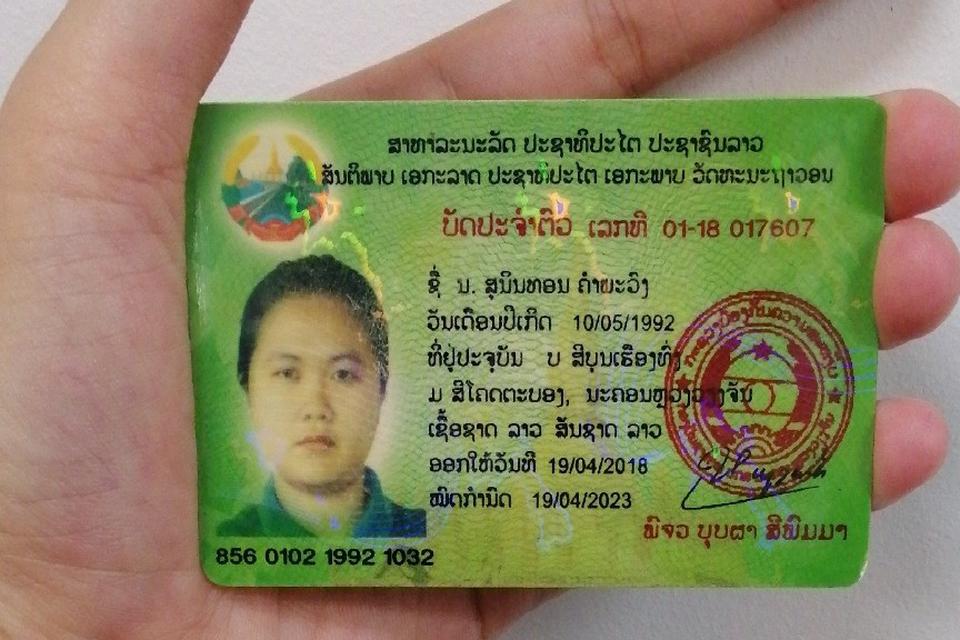 ສາທາລະນະລັດ ປະຊາທິປະໄຕ ປະຊາຊົນລາວ
ສັນຕິພາບ ເອກະລາດ ປະຊາທິປະໄຕ ເອກະພາບ ວັດທະນະຖາວອນ
ບັດປະຈຳຕົວ ເລກທີ 01-18 017607
ຊື່ ນ. ສຸນິນທອນ ຄຳພະວົງ
ວັນເດືອນປີເກີດ 10/05/1992
ທີ່ຢູ່ປະຈຸບັນ ບ ສີບຸນເຮືອງທົ່ງ
ມ ສີໂຄດຕະບອງ, ນະຄອນຫຼວງວຽງຈັນ
ເຊື້ອຊາດ ລາວ ສັນຊາດ ລາວ
ອອກໃຫ້ວັນທີ 19/04/2018
ໝົດກຳນົດ 19/04/2023
ພົຈວ ບຸບຜາ ສີພົມມາ
856 0102 1992 1032